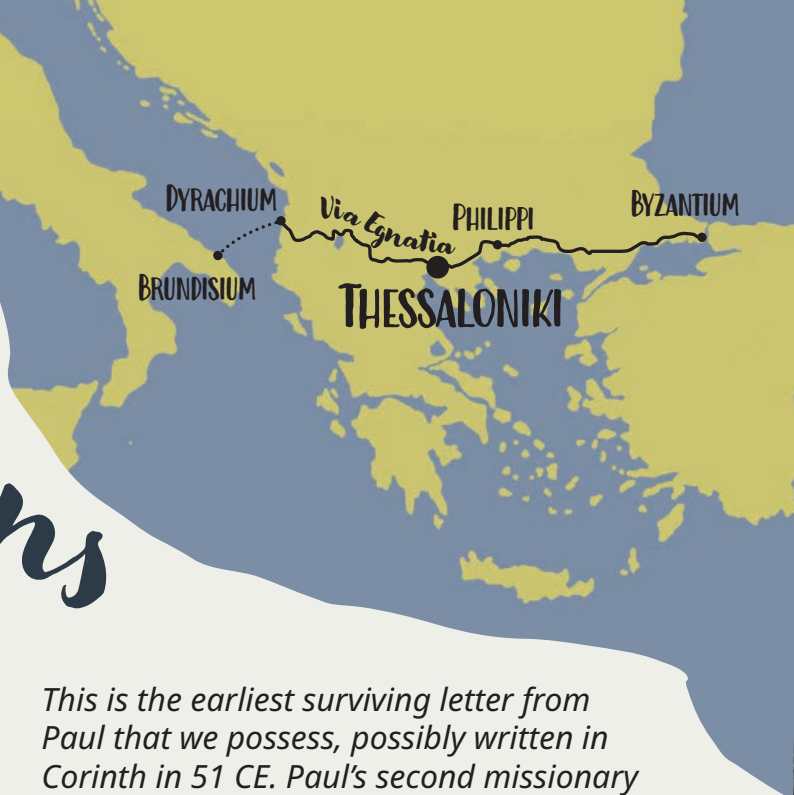 DYRACHIUM
Via Egnatia
PHILIPPI
BYZANTIUM
BRUNDISIUM
THESSALONIKI
ns
This is the earliest surviving letter from
Paul that we possess, possibly written in
Corinth in 51 CE. Paul’s second missionary